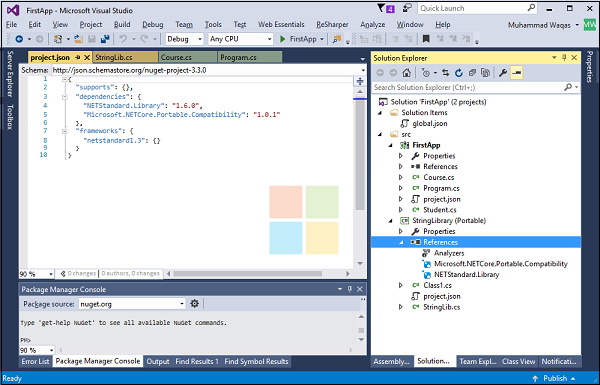 FirstApp - Microsoft Visual Studio
4
Quick Launch (Ctrl+Q)
File Edit View Project Build Debug Team Tools Test Web Essentials ReSharper Analyze Window Help
Muhammad Waqas
MW
Debug Any CPU FirstApp
Server Explorer
Toolbox
project.json StringLib.cs Course.cs Program.cs
Schema: http://json.schemastore.org/nuget-project-3.3.0
1 {
2 "supports": {},
3 "dependencies": {
4 "NETStandard.Library": "1.6.0",
5 "Microsoft.NETCore.Portable.Compatibility": "1.0.1"
6 },
7 "frameworks": {
8 "netstandard1.3": {}
9 }
10 }
90 % 0 changes | 0 authors, 0 changes
Package Manager Console
Package source: nuget.org
Type 'get-help NuGet' to see all available NuGet commands.
PM>
90 %
Error List Package Manager Console Output Find Results 1 Find Symbol Results
Solution Explorer
Search Solution Explorer (Ctrl+;)
Solution 'FirstApp' (2 projects)
Solution Items
global.json
src
FirstApp
Properties
References
Course.cs
Program.cs
project.json
Student.cs
StringLibrary (Portable)
Properties
References
Analyzers
Microsoft.NETCore.Portable.Compatibility
NETStandard.Library
Class1.cs
project.json
StringLib.cs
Assembly... Solution... Team Expl... Class View Notificati...
Properties
Ready
Publish